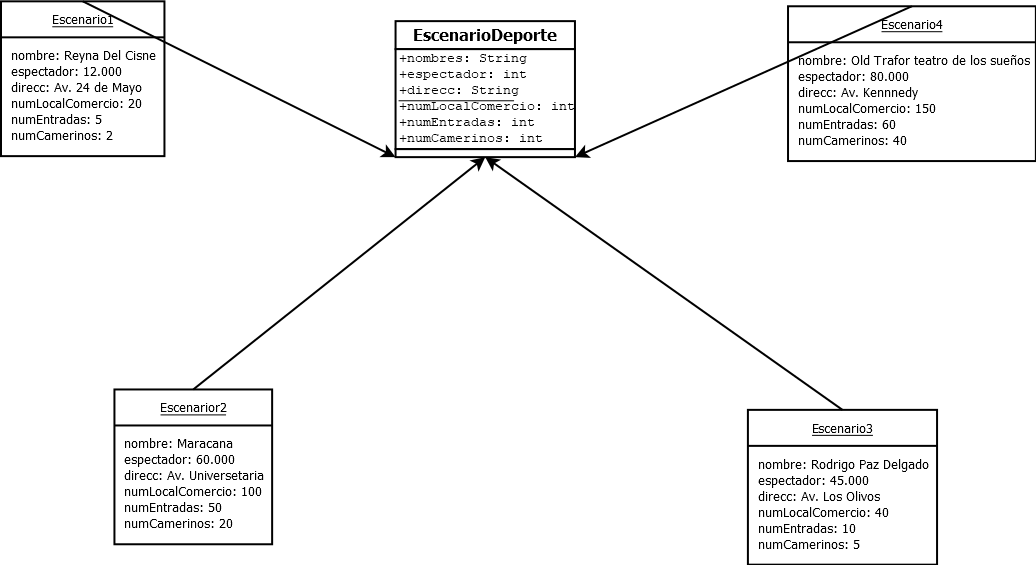 Escenario1
nombre: Reyna Del Cisne
espectador: 12.000
direcc: Av. 24 de Mayo
numLocalComercio: 20
numEntradas: 5
numCamerinos: 2
EscenarioDeporte
+nombres: String
+espectador: int
+direcc: String
+numLocalComercio: int
+numEntradas: int
+numCamerinos: int
Escenario4
nombre: Old Trafor teatro de los sueños
espectador: 80.000
direcc: Av. Kennnedy
numLocalComercio: 150
numEntradas: 60
numCamerinos: 40
Escenarior2
nombre: Maracana
espectador: 60.000
direcc: Av. Universetaria
numLocalComercio: 100
numEntradas: 50
numCamerinos: 20
Escenario3
nombre: Rodrigo Paz Delgado
espectador: 45.000
direcc: Av. Los Olivos
numLocalComercio: 40
numEntradas: 10
numCamerinos: 5